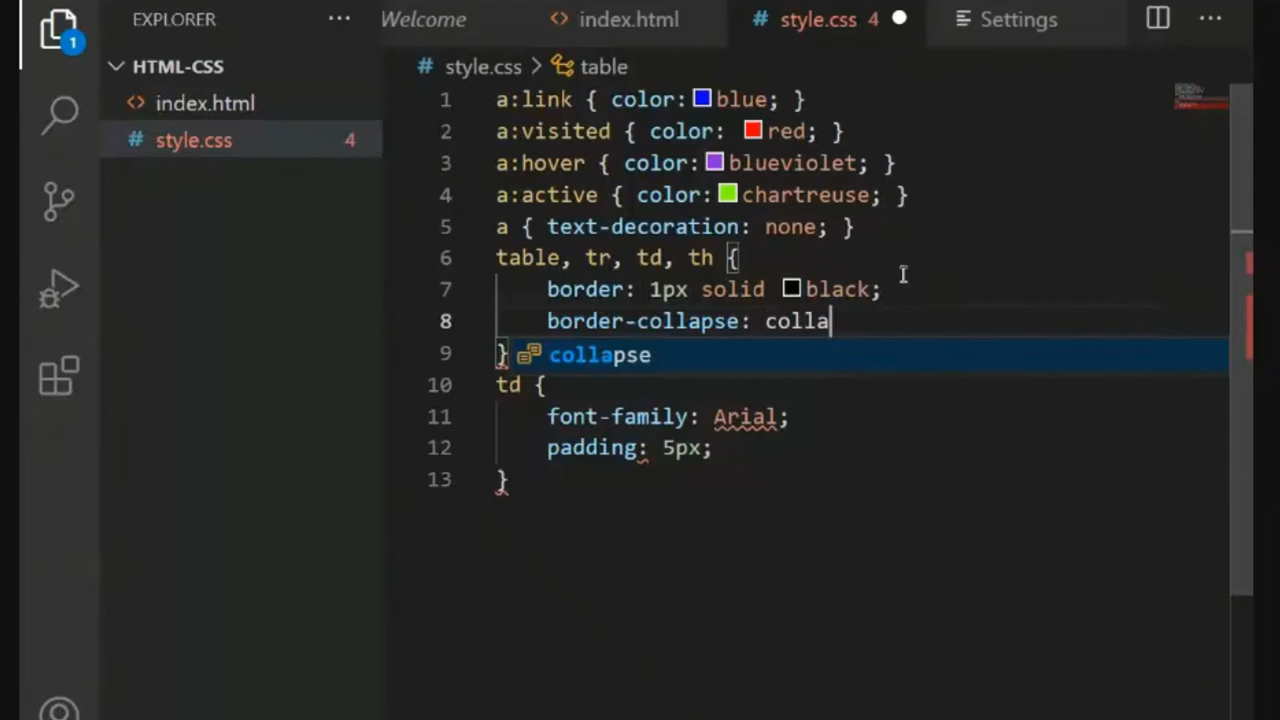 EXPLORER
HTML-CSS
index.html
style.css 4
1
Welcome
index.html
style.css 4
Settings
style.css > table
1 a:link { color: blue; }
2 a:visited { color: red; }
3 a:hover { color: blueviolet; }
4 a:active { color: chartreuse; }
5 a { text-decoration: none; }
6 table, tr, td, th {
7 border: 1px solid black;
8 border-collapse: colla
9 } collapse
10 td {
11 font-family: Arial;
12 padding: 5px;
13 }